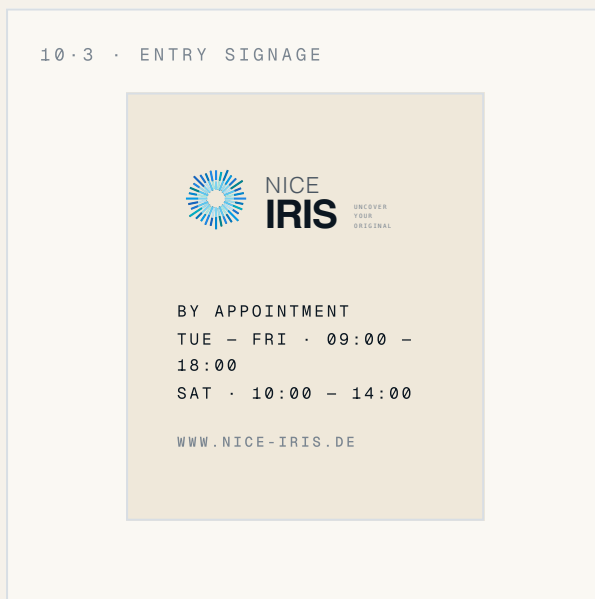 10·3 · ENTRY SIGNAGE
NICE
IRIS
UNCOVER
YOUR
ORIGINAL
BY APPOINTMENT
TUE — FRI · 09:00 —
18:00
SAT · 10:00 — 14:00
WWW.NICE-IRIS.DE